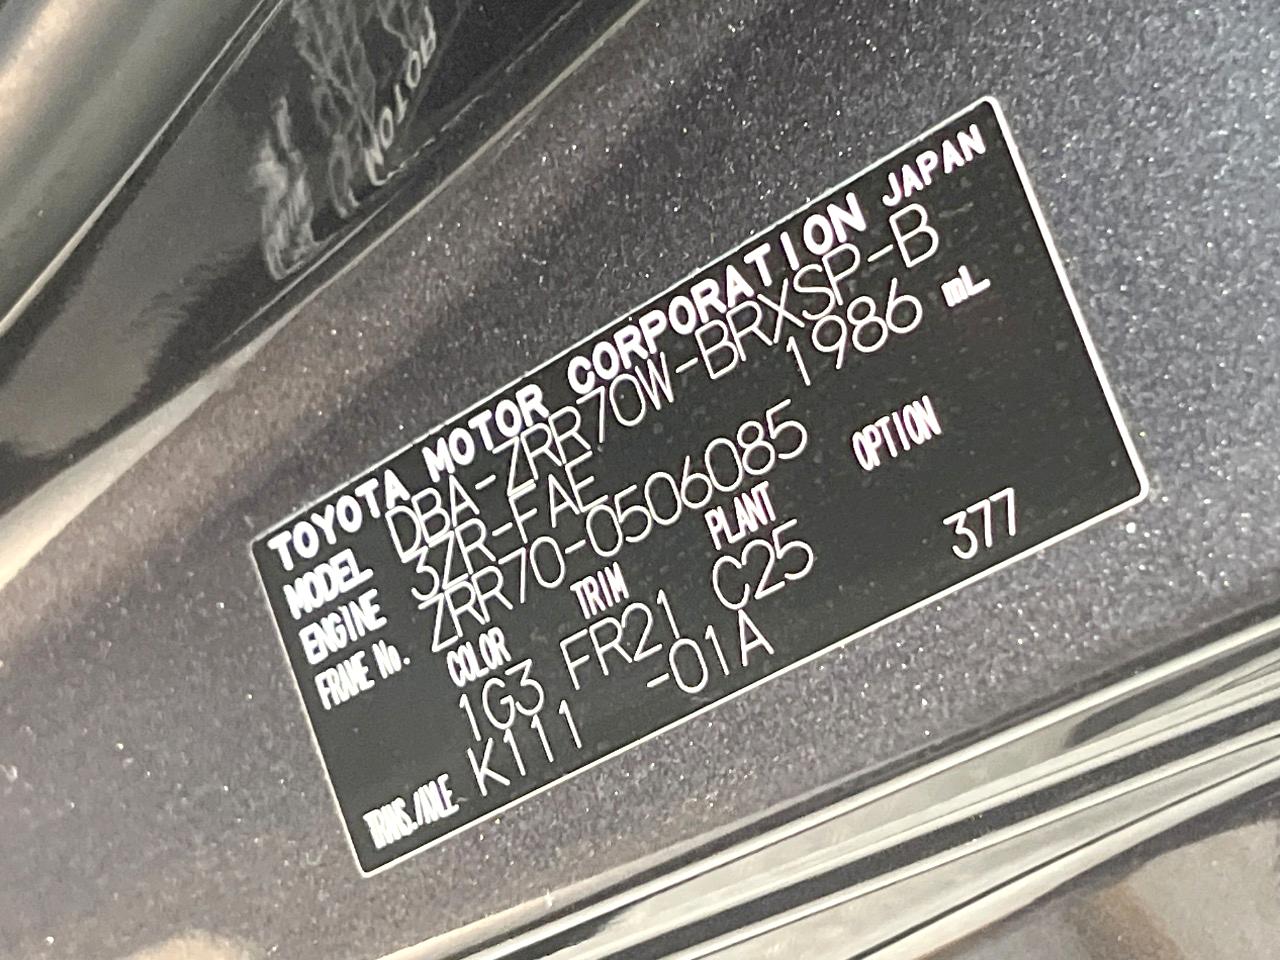 TOYOTA MOTOR CORPORATION JAPAN
MODEL DBA-ZRR70W-BRXSP-B
ENGINE 3ZR-FAE 1986 mL
FRAME No. ZRR70-0506085
COLOR TRIM PLANT OPTION
1G3 FR21 C25 377
TRANS./AXLE K111 -01A